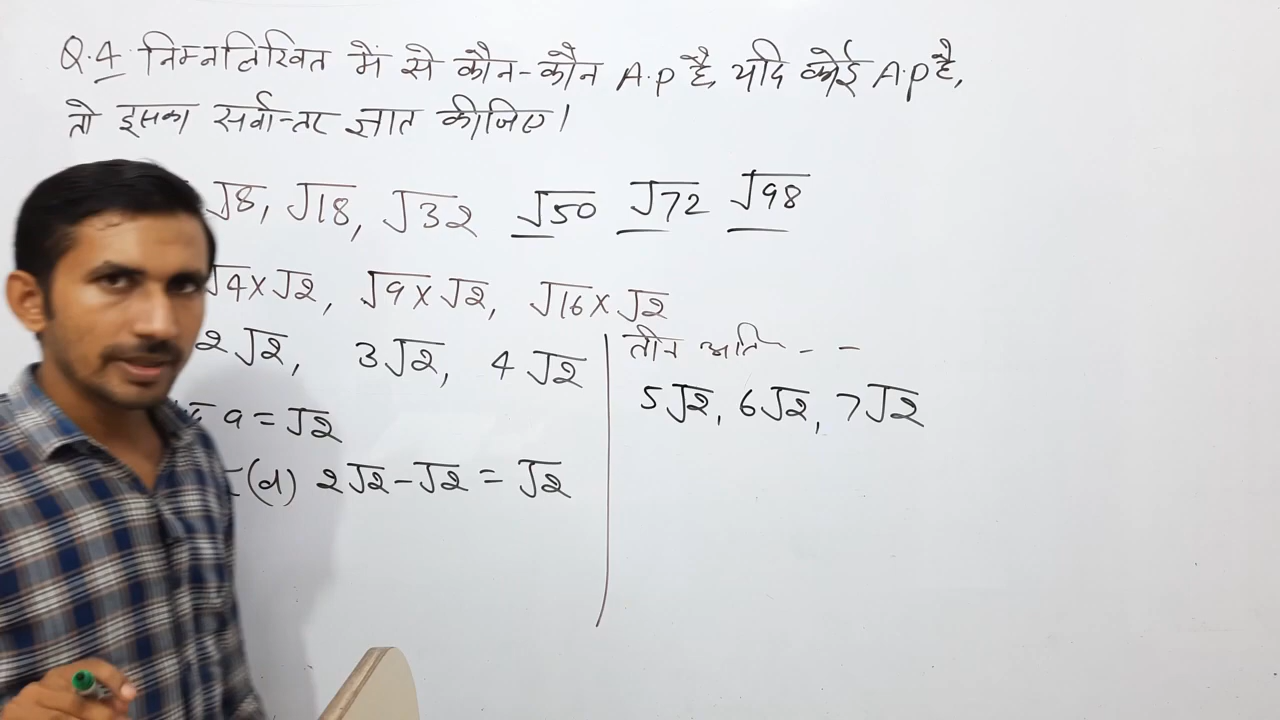 Q.4 निम्नलिखित में से कौन-कौन A.P है, यदि कोई A.P है,
तो इसका सर्वान्तर ज्ञात कीजिए।
√8, √18, √32 √50 √72 √98
√4×√2, √9×√2, √16×√2
2√2, 3√2, 4√2
a = √2
(d) 2√2-√2 = √2
तीन अति - -
5√2, 6√2, 7√2